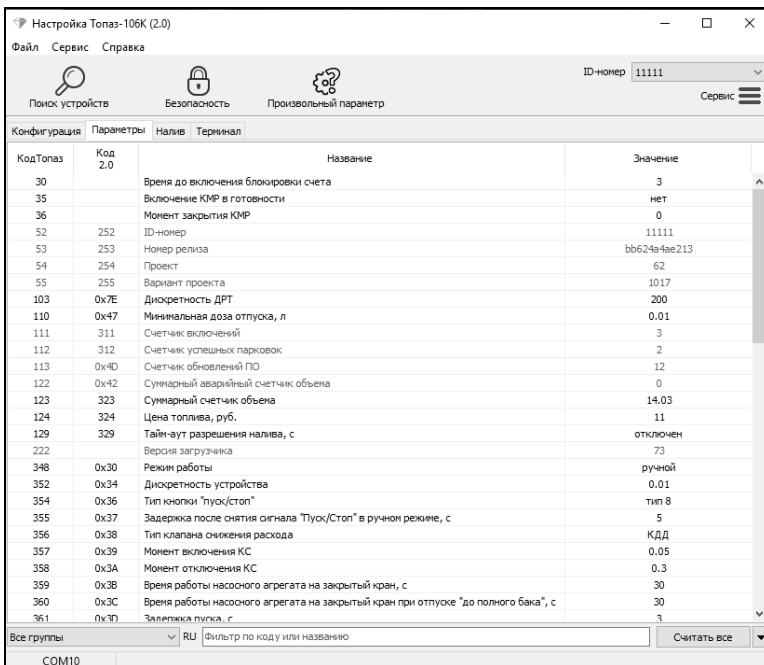 Настройка Топаз-106К (2.0)
Файл Сервис Справка
Поиск устройств Безопасность Произвольный параметр ID-номер 11111
Сервис
Конфигурация Параметры Налив Терминал
КодТопаз Код 2.0 Название Значение
30 Время до включения блокировки счета 3
35 Включение КМР в готовности нет
36 Момент закрытия КМР 0
52 252 ID-номер 11111
53 253 Номер релиза bb624a4ae213
54 254 Проект 62
55 255 Вариант проекта 1017
103 0x7E Дискретность ДРТ 200
110 0x47 Минимальная доза отпуска, л 0.01
111 311 Счетчик включений 3
112 312 Счетчик успешных парковок 2
113 0x4D Счетчик обновлений ПО 12
122 0x42 Суммарный аварийный счетчик объема 0
123 323 Суммарный счетчик объема 14.03
124 324 Цена топлива, руб. 11
129 329 Тайм-аут разрешения налива, с отключен
222 Версия загрузчика 73
348 0x30 Режим работы ручной
352 0x34 Дискретность устройства 0.01
354 0x36 Тип кнопки "пуск/стоп" тип 8
355 0x37 Задержка после снятия сигнала "Пуск/Стоп" в ручном режиме, с 5
356 0x38 Тип клапана снижения расхода КДД
357 0x39 Момент включения КС 0.05
358 0x3A Момент отключения КС 0.3
359 0x3B Время работы насосного агрегата на закрытый кран, с 30
360 0x3C Время работы насосного агрегата на закрытый кран при отпуске "до полного бака", с 30
361 0x3D Задержка пуска, с 3
Все группы RU Фильтр по коду или названию Считать все
COM10